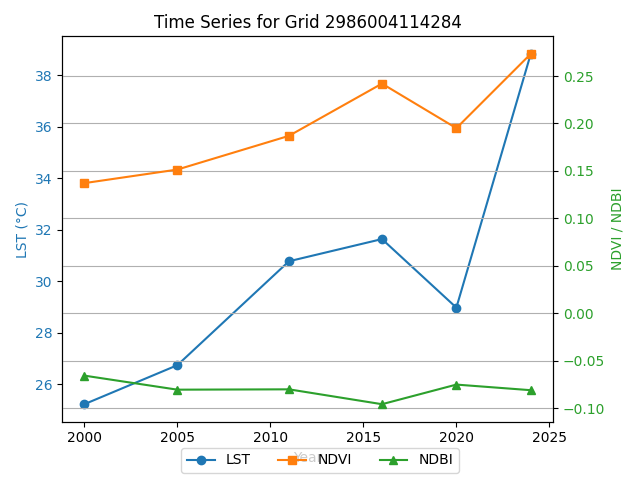 Time Series for Grid 2986004114284
LST (°C)
38
36
34
32
30
28
26
0.25
0.20
0.15
0.10
0.05
0.00
−0.05
−0.10
NDVI / NDBI
2000 2005 2010 2015 2020 2025
Year
LST NDVI NDBI